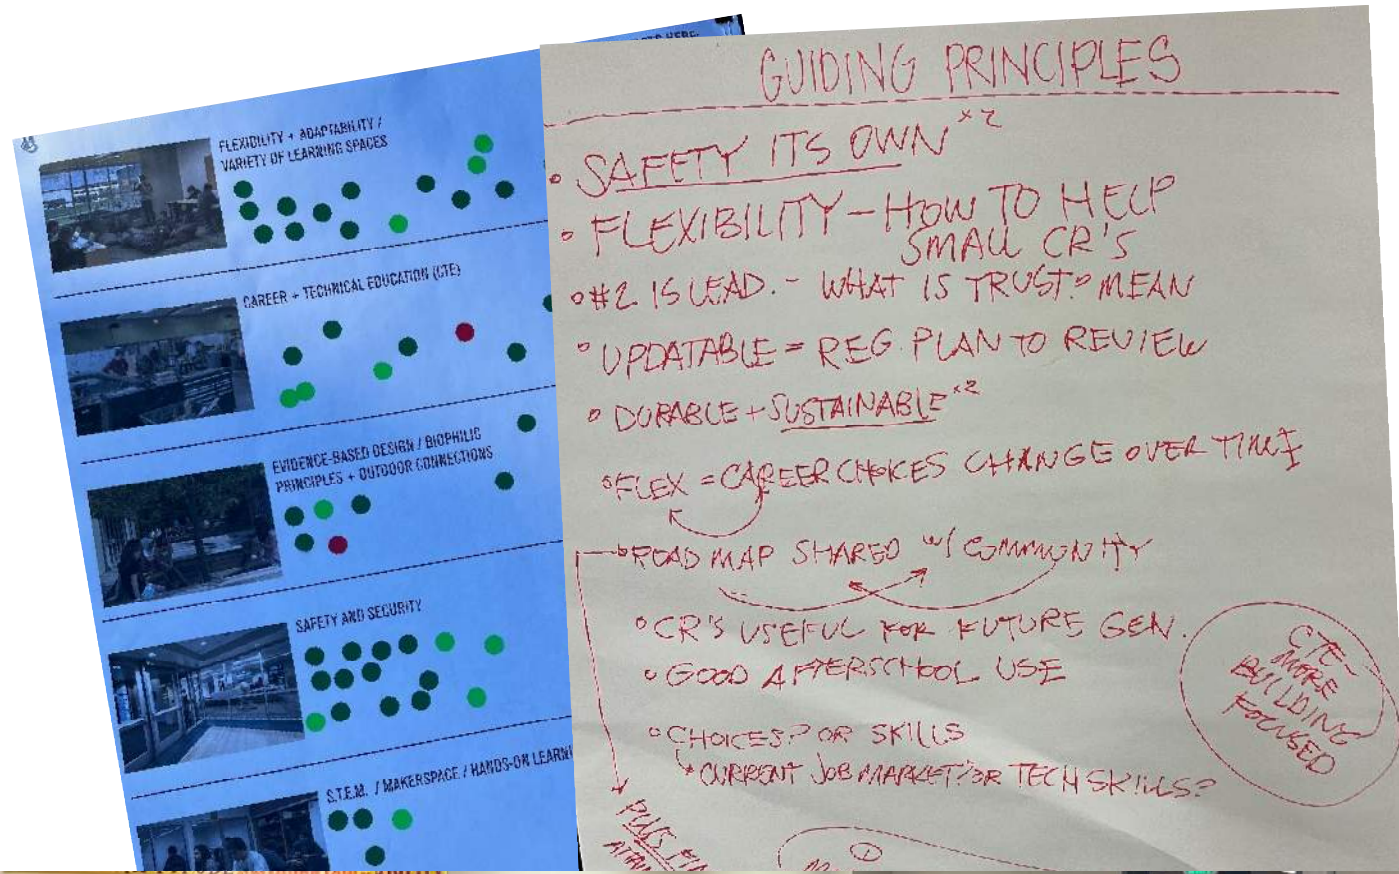 FLEXIBILITY + ADAPTABILITY /
VARIETY OF LEARNING SPACES
CAREER + TECHNICAL EDUCATION (CTE)
EVIDENCE-BASED DESIGN / BIOPHILIC
PRINCIPLES + OUTDOOR CONNECTIONS
SAFETY AND SECURITY
S.T.E.M. / MAKERSPACE / HANDS-ON
HERE.
GUIDING PRINCIPLES
SAFETY ITS OWN x2
FLEXIBILITY - HOW TO HELP
SMALL CR'S
#2 IS LEAD. - WHAT IS TRUST? MEAN
UPDATABLE = REG. PLAN TO REVIEW
DURABLE + SUSTAINABLE x2
FLEX = CAREER CHOICES CHANGE OVER TIME
ROAD MAP SHARED W/ COMMUNITY
CR'S USEFUL FOR FUTURE GEN.
GOOD AFTERSCHOOL USE
CHOICES? OR SKILLS
CURRENT JOB MARKET? OR TECH SKILLS?
CTE -
MORE
BUILDING
FOCUSED
1